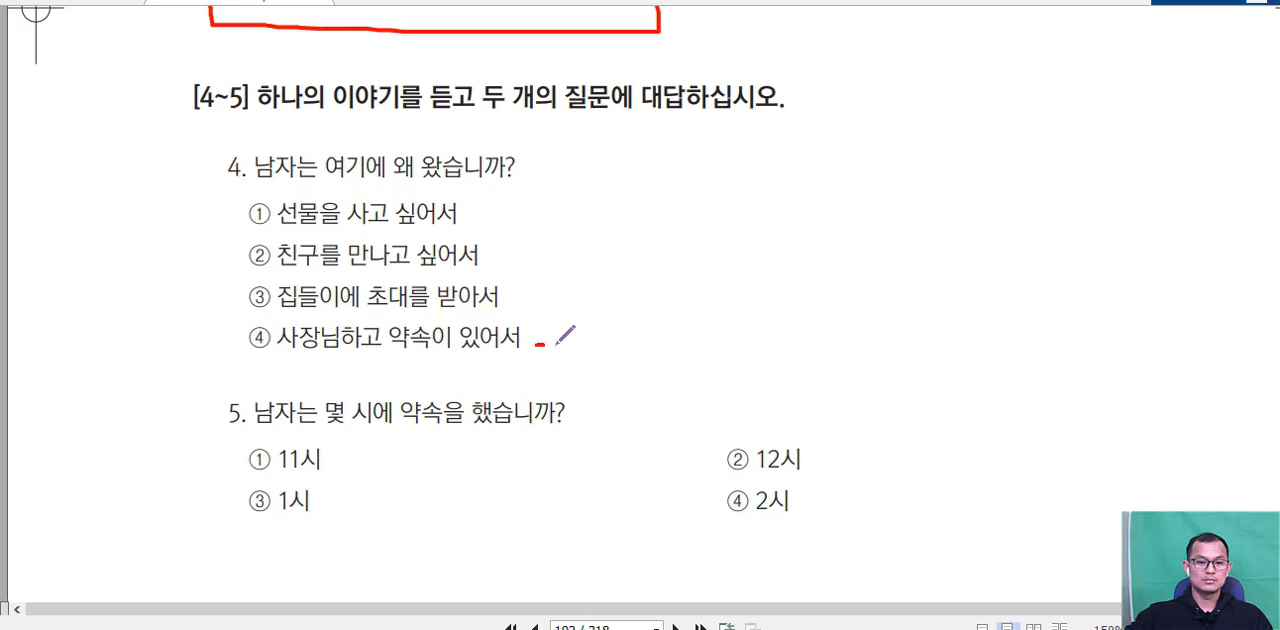 [4~5] 하나의 이야기를 듣고 두 개의 질문에 대답하십시오.
4. 남자는 여기에 왜 왔습니까?
① 선물을 사고 싶어서
② 친구를 만나고 싶어서
③ 집들이에 초대를 받아서
④ 사장님하고 약속이 있어서
5. 남자는 몇 시에 약속을 했습니까?
① 11시
② 12시
③ 1시
④ 2시